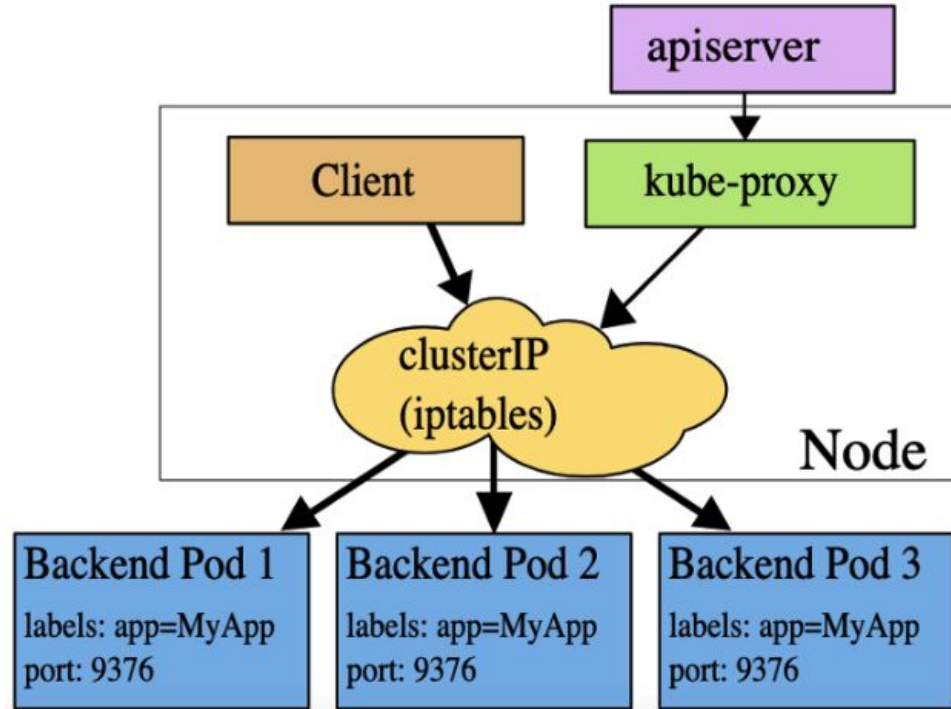 apiserver
Client
kube-proxy
clusterIP
(iptables)
Node
Backend Pod 1
labels: app=MyApp
port: 9376
Backend Pod 2
labels: app=MyApp
port: 9376
Backend Pod 3
labels: app=MyApp
port: 9376